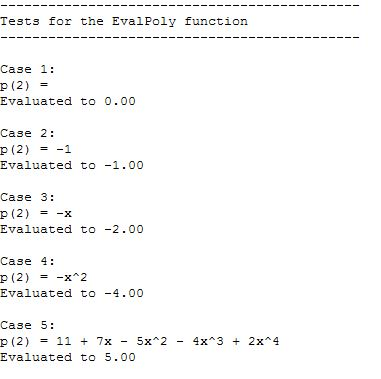 ---------------------------------------------
Tests for the EvalPoly function
---------------------------------------------
Case 1:
p(2) =
Evaluated to 0.00
Case 2:
p(2) = -1
Evaluated to -1.00
Case 3:
p(2) = -x
Evaluated to -2.00
Case 4:
p(2) = -x^2
Evaluated to -4.00
Case 5:
p(2) = 11 + 7x - 5x^2 - 4x^3 + 2x^4
Evaluated to 5.00